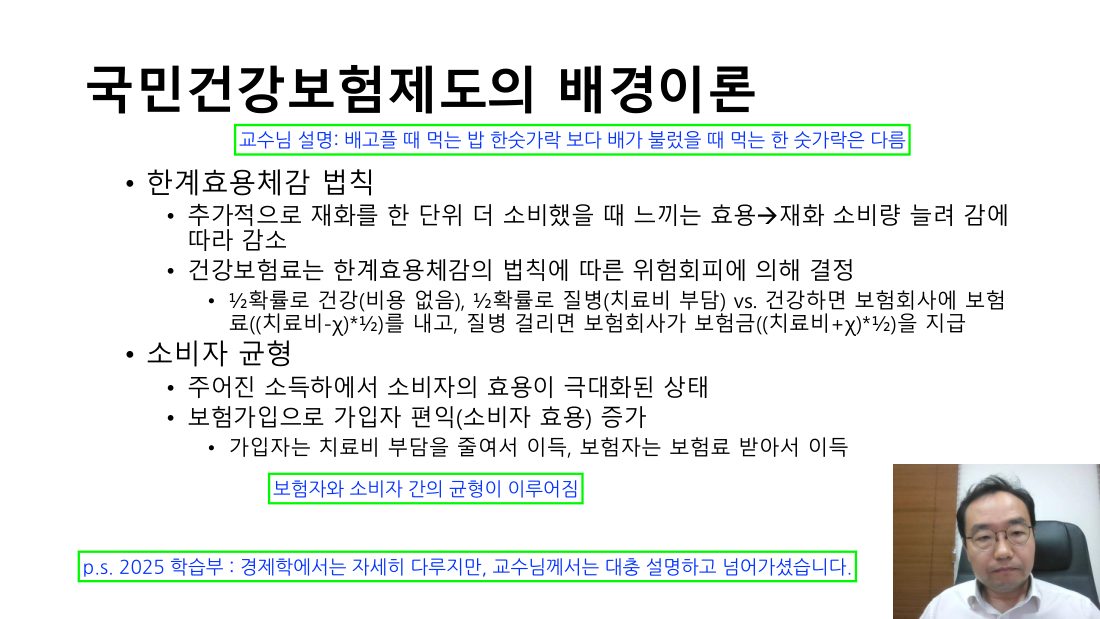 국민건강보험제도의 배경이론
교수님 설명: 배고플 때 먹는 밥 한숫가락 보다 배가 불렀을 때 먹는 한 숫가락은 다름
• 한계효용체감 법칙
• 추가적으로 재화를 한 단위 더 소비했을 때 느끼는 효용→재화 소비량 늘려 감에
따라 감소
• 건강보험료는 한계효용체감의 법칙에 따른 위험회피에 의해 결정
• ½확률로 건강(비용 없음), ½확률로 질병(치료비 부담) vs. 건강하면 보험회사에 보험
료((치료비-χ)*½)를 내고, 질병 걸리면 보험회사가 보험금((치료비+χ)*½)을 지급
• 소비자 균형
• 주어진 소득하에서 소비자의 효용이 극대화된 상태
• 보험가입으로 가입자 편익(소비자 효용) 증가
• 가입자는 치료비 부담을 줄여서 이득, 보험자는 보험료 받아서 이득
보험자와 소비자 간의 균형이 이루어짐
p.s. 2025 학습부 : 경제학에서는 자세히 다루지만, 교수님께서는 대충 설명하고 넘어가셨습니다.